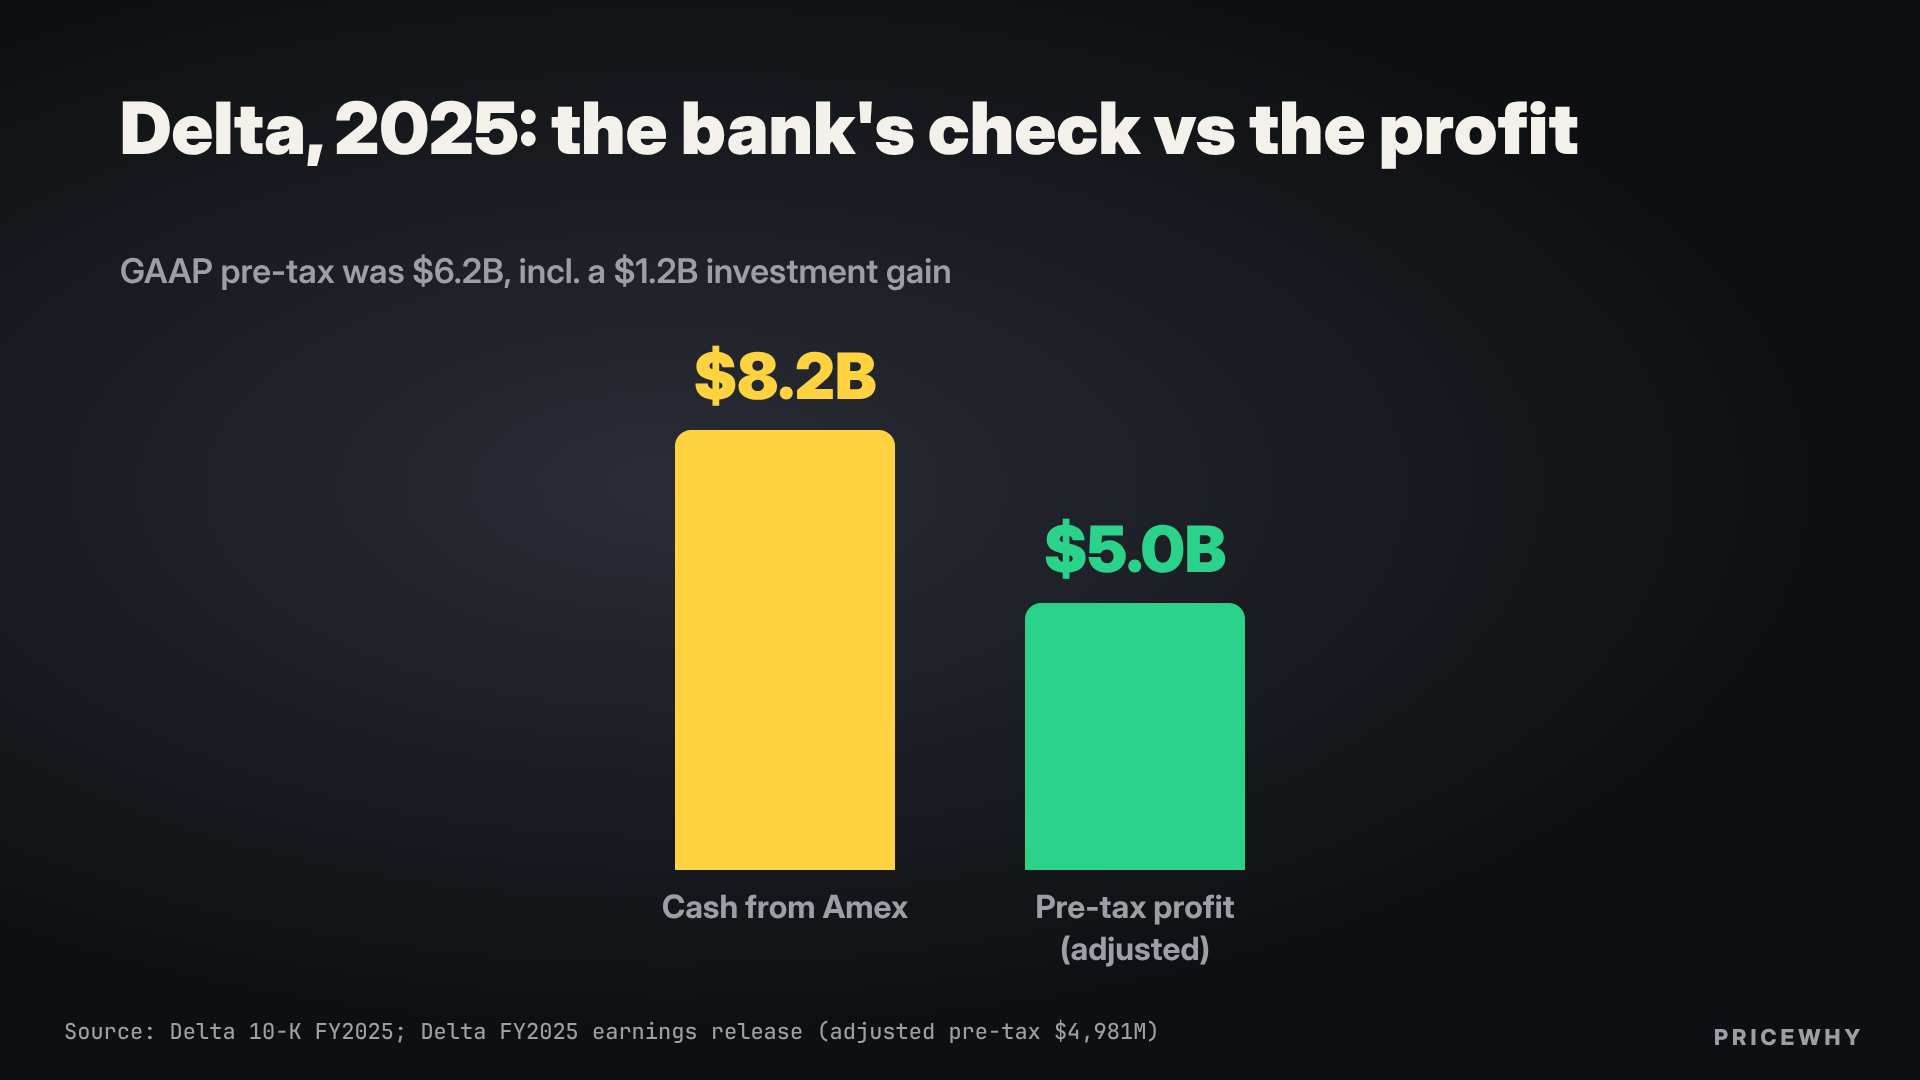 Delta, 2025: the bank's check vs the profit
GAAP pre-tax was $6.2B, incl. a $1.2B investment gain
$8.2B
$5.0B
Cash from Amex
Pre-tax profit
(adjusted)
Source: Delta 10-K FY2025; Delta FY2025 earnings release (adjusted pre-tax $4,981M)
PRICEWHY